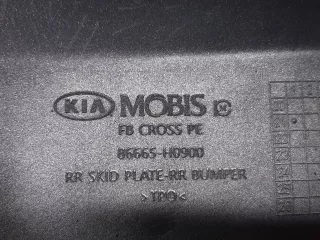 KIA MOBIS M
FB CROSS PE
86665-H0900
RR SKID PLATE-RR BUMPER
>TPO<